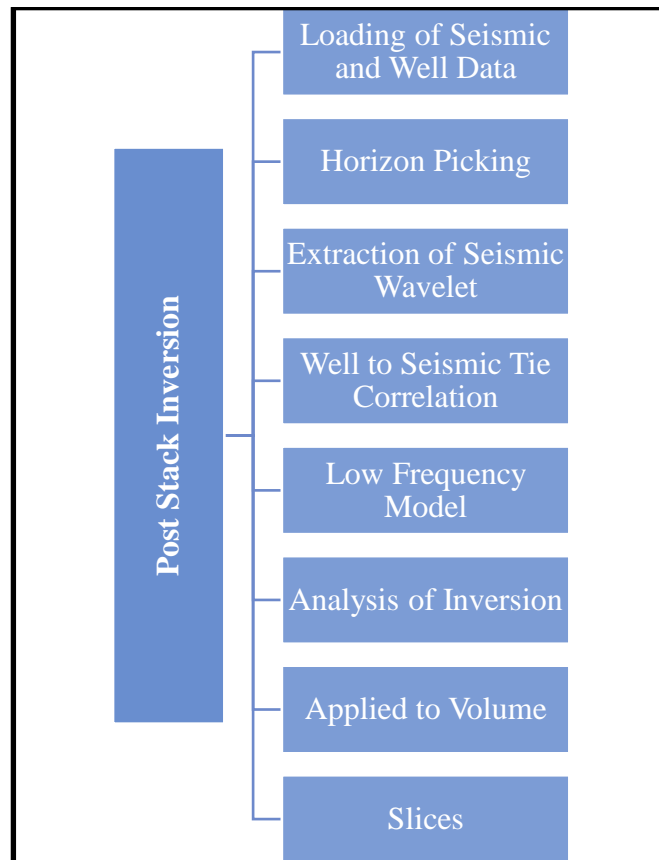 Post Stack Inversion
Loading of Seismic
and Well Data
Horizon Picking
Extraction of Seismic
Wavelet
Well to Seismic Tie
Correlation
Low Frequency
Model
Analysis of Inversion
Applied to Volume
Slices